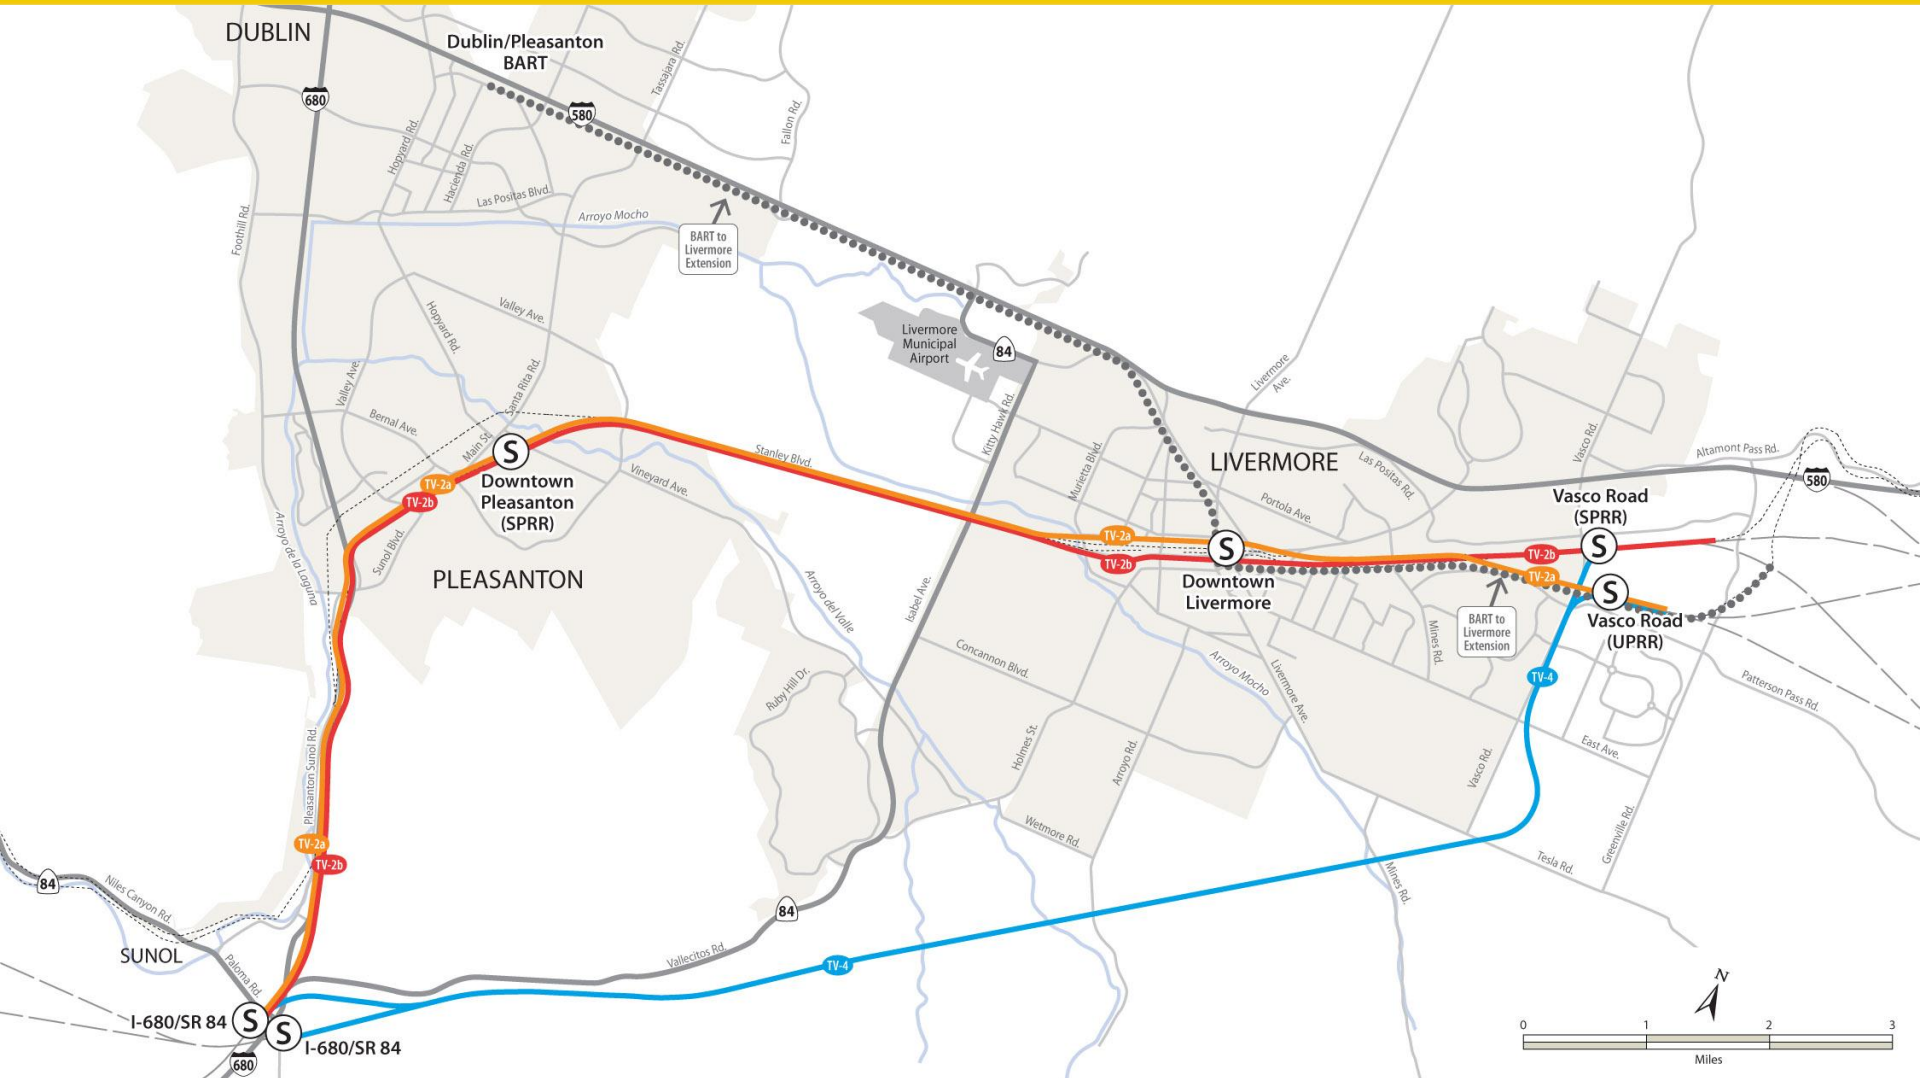 DUBLIN
Dublin/Pleasanton
BART
680
580
Tassajara Rd.
Fallon Rd.
Hopyard Rd.
Hacienda Rd.
Las Positas Blvd.
Arroyo Mocho
Foothill Rd.
BART to
Livermore
Extension
Valley Ave.
Hopyard Rd.
Livermore
Municipal
Airport
84
Livermore
Ave.
Valley Ave.
Santa Rita Rd.
Bernal Ave.
Main St.
Kitty Hawk Rd.
Stanley Blvd.
Vineyard Ave.
Murietta Blvd.
LIVERMORE
Las Positas Rd.
Vasco Rd.
Altamont Pass Rd.
580
Portola Ave.
S
Downtown
Pleasanton
(SPRR)
TV-2a
TV-2b
Vasco Road
(SPRR)
S
Sunol Blvd.
Arroyo de la Laguna
PLEASANTON
TV-2a
TV-2b
S
Downtown
Livermore
TV-2b
TV-2a
S
Vasco Road
(UPRR)
BART to
Livermore
Extension
Arroyo del Valle
Isabel Ave.
Concannon Blvd.
Mines Rd.
Arroyo Mocho
Livermore Ave.
TV-4
Patterson Pass Rd.
Ruby Hill Dr.
Holmes St.
Arroyo Rd.
Vasco Rd.
East Ave.
Pleasanton Sunol Rd.
Wetmore Rd.
Greenville Rd.
Tesla Rd.
Mines Rd.
TV-2a
TV-2b
84
Niles Canyon Rd.
84
SUNOL
Paloma Rd.
Vallecitos Rd.
TV-4
I-680/SR 84
S
S
I-680/SR 84
680
N
0
1
2
3
Miles